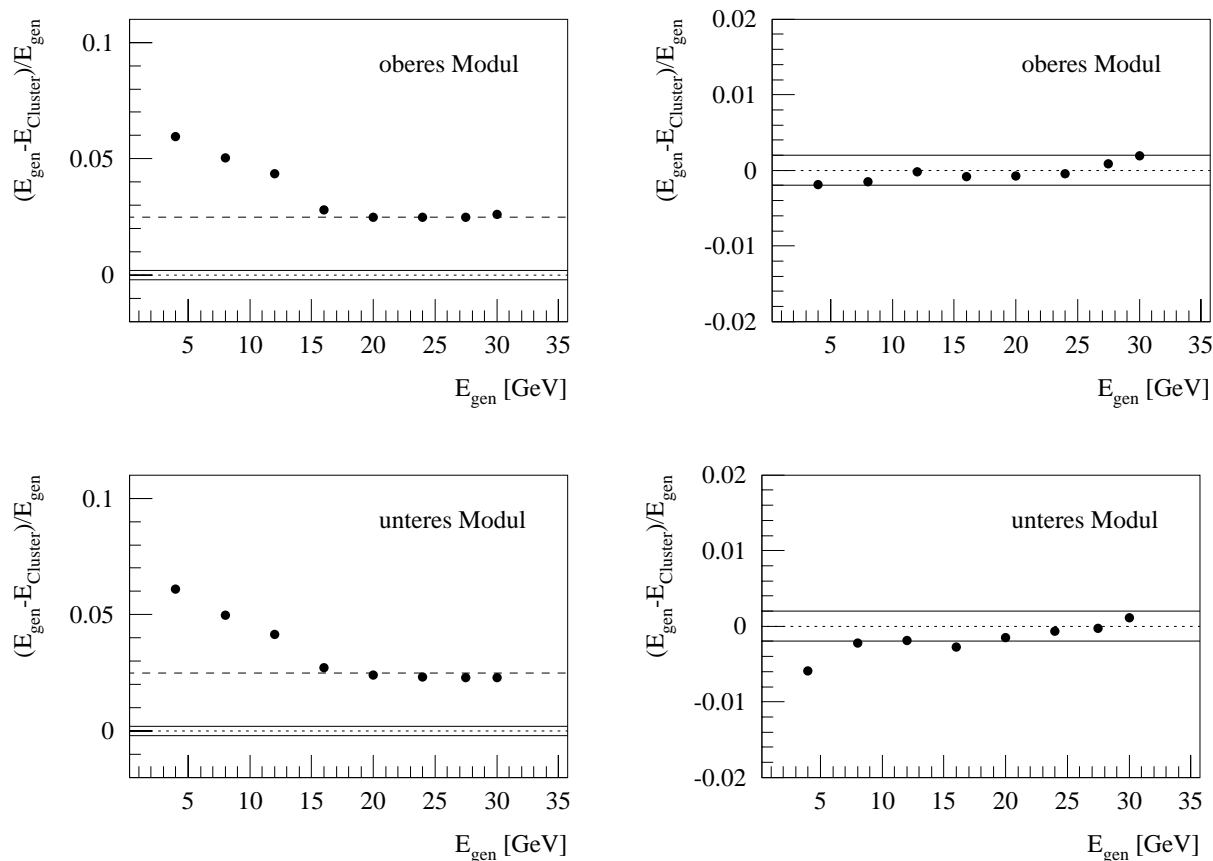 (E_gen-E_Cluster)/E_gen
0.1
0.05
0
oberes Modul
5 10 15 20 25 30 35
E_gen [GeV]
(E_gen-E_Cluster)/E_gen
0.02
0.01
0
-0.01
-0.02
oberes Modul
5 10 15 20 25 30 35
E_gen [GeV]
(E_gen-E_Cluster)/E_gen
0.1
0.05
0
unteres Modul
5 10 15 20 25 30 35
E_gen [GeV]
(E_gen-E_Cluster)/E_gen
0.02
0.01
0
-0.01
-0.02
unteres Modul
5 10 15 20 25 30 35
E_gen [GeV]